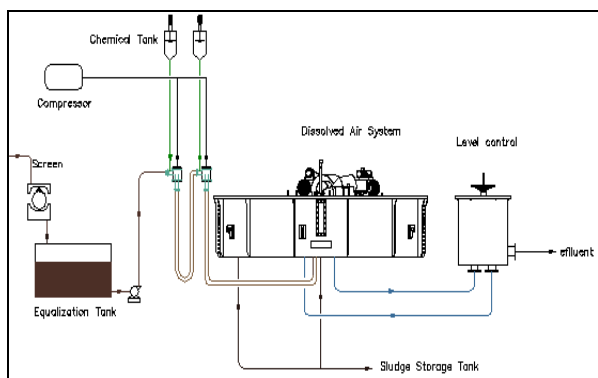 Chemical Tank
Compressor
Dissolved Air System
Level control
Screen
effluent
Equalization Tank
Sludge Storage Tank